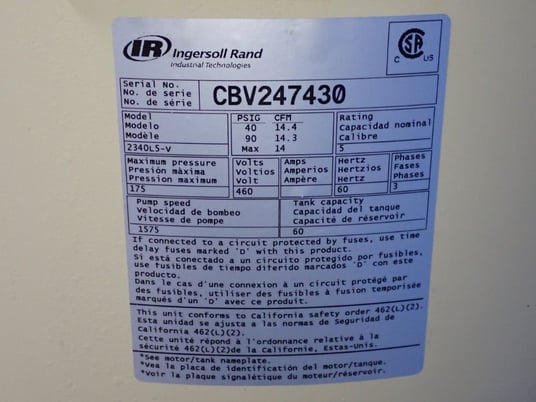 IR Ingersoll Rand
Industrial Technologies
CSA
C US
Serial No.
No. de serie
No. de série
CBV247430
Model
Modelo
Modèle
2340L5-V
PSIG CFM
40 14.4
90 14.3
Max 14
Rating
Capacidad nominal
Calibre
5
Maximum pressure
Presión màxima
Pression maximum
175
Volts
Voltios
Volt
460
Amps
Amperios
Ampère
Hertz
Hertzios
Hertz
60
Phases
Fases
Phases
3
Pump speed
Velocidad de bombeo
Vitesse de pompe
1575
Tank capacity
Capacidad del tanque
Capacité de réservoir
60
If connected to a circuit protected by fuses, use time
delay fuses marked 'D' with this product.
Si está conectado a un circuito protegido por fusibles,
use fusibles de tiempo diferido marcados 'D' con este
producto.
Dans le cas d'une connexion à un circuit protégé par
des fusibles, utiliser des fusibles à fusion temporisée
marqués d'un 'D' avec ce produit.
This unit conforms to California safety order 462(L)(2).
Esta unidad se ajusta a las normas de Seguridad de
California 462(L)(2).
Cette unité répond à l'ordonnance relative à la
sécurité 462(L)(2)de la Californie, Estas-Unis.
*See motor/tank nameplate.
*Vea la placa de identificación del motor/tanque.
*Voir la plaque signalétique du moteur/réservoir.